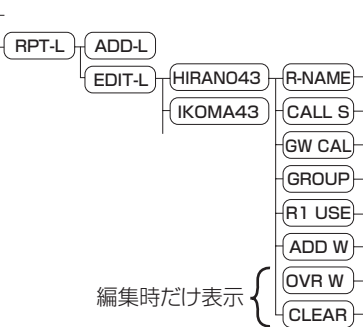 RPT-L ADD-L
EDIT-L HIRANO43 R-NAME
IKOMA43 CALL S
GW CAL
GROUP
R1 USE
ADD W
OVR W
編集時だけ表示
CLEAR